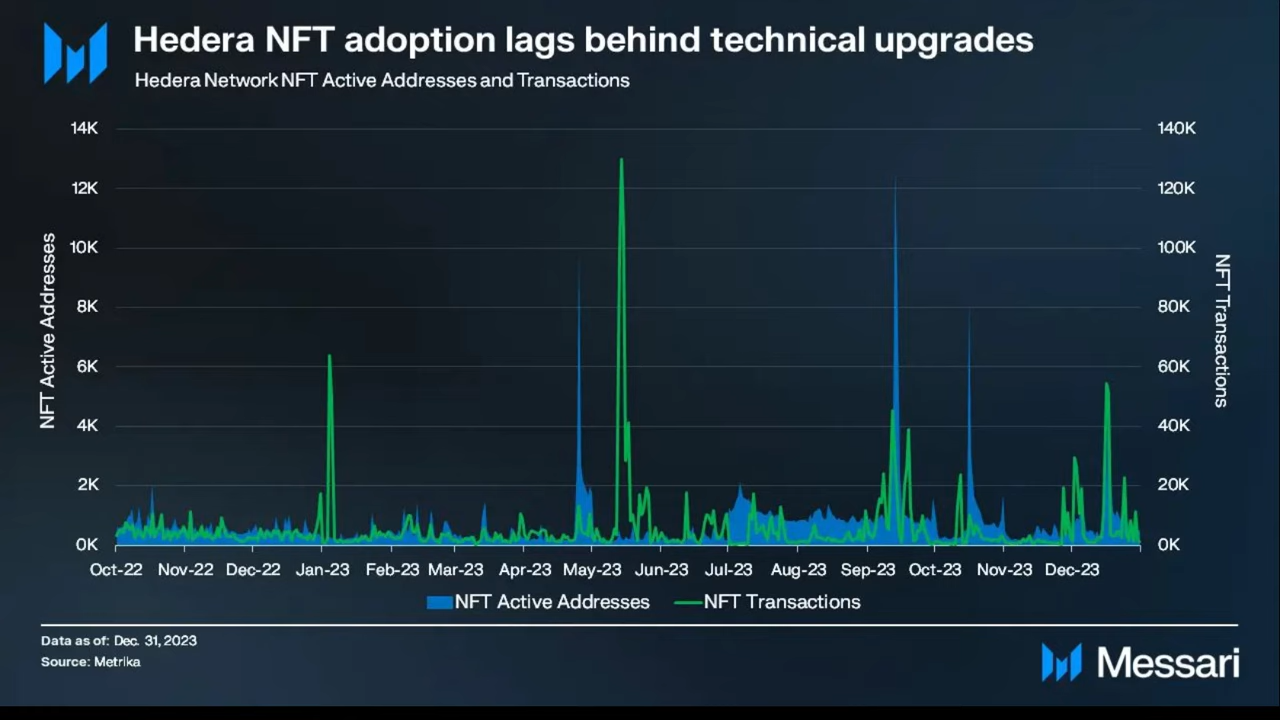 Hedera NFT adoption lags behind technical upgrades
Hedera Network NFT Active Addresses and Transactions
14K
12K
10K
8K
6K
4K
2K
0K
NFT Active Addresses
140K
120K
100K
80K
60K
40K
20K
0K
NFT Transactions
Oct-22 Nov-22 Dec-22 Jan-23 Feb-23 Mar-23 Apr-23 May-23 Jun-23 Jul-23 Aug-23 Sep-23 Oct-23 Nov-23 Dec-23
NFT Active Addresses NFT Transactions
Data as of: Dec. 31, 2023
Source: Metrika
Messari